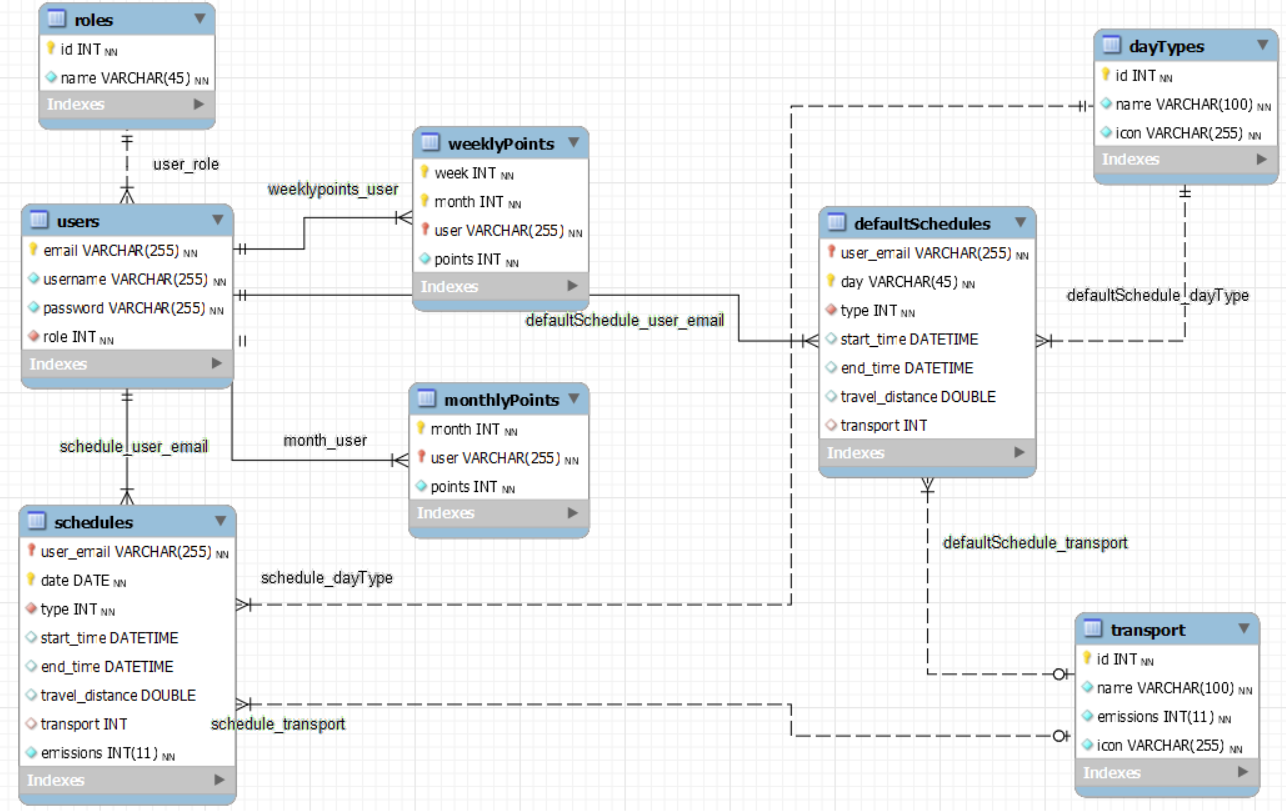 roles
id INT NN
name VARCHAR(45) NN
Indexes
user_role
users
email VARCHAR(255) NN
username VARCHAR(255) NN
password VARCHAR(255) NN
role INT NN
Indexes
weeklypoints_user
weeklyPoints
week INT NN
month INT NN
user VARCHAR(255) NN
points INT NN
Indexes
defaultSchedule_user_email
monthlyPoints
month INT NN
user VARCHAR(255) NN
points INT NN
Indexes
month_user
schedule_user_email
schedules
user_email VARCHAR(255) NN
date DATE NN
type INT NN
start_time DATETIME
end_time DATETIME
travel_distance DOUBLE
transport INT
emissions INT(11) NN
Indexes
schedule_dayType
schedule_transport
defaultSchedules
user_email VARCHAR(255) NN
day VARCHAR(45) NN
type INT NN
start_time DATETIME
end_time DATETIME
travel_distance DOUBLE
transport INT
Indexes
dayTypes
id INT NN
name VARCHAR(100) NN
icon VARCHAR(255) NN
Indexes
defaultSchedule_dayType
defaultSchedule_transport
transport
id INT NN
name VARCHAR(100) NN
emissions INT(11) NN
icon VARCHAR(255) NN
Indexes